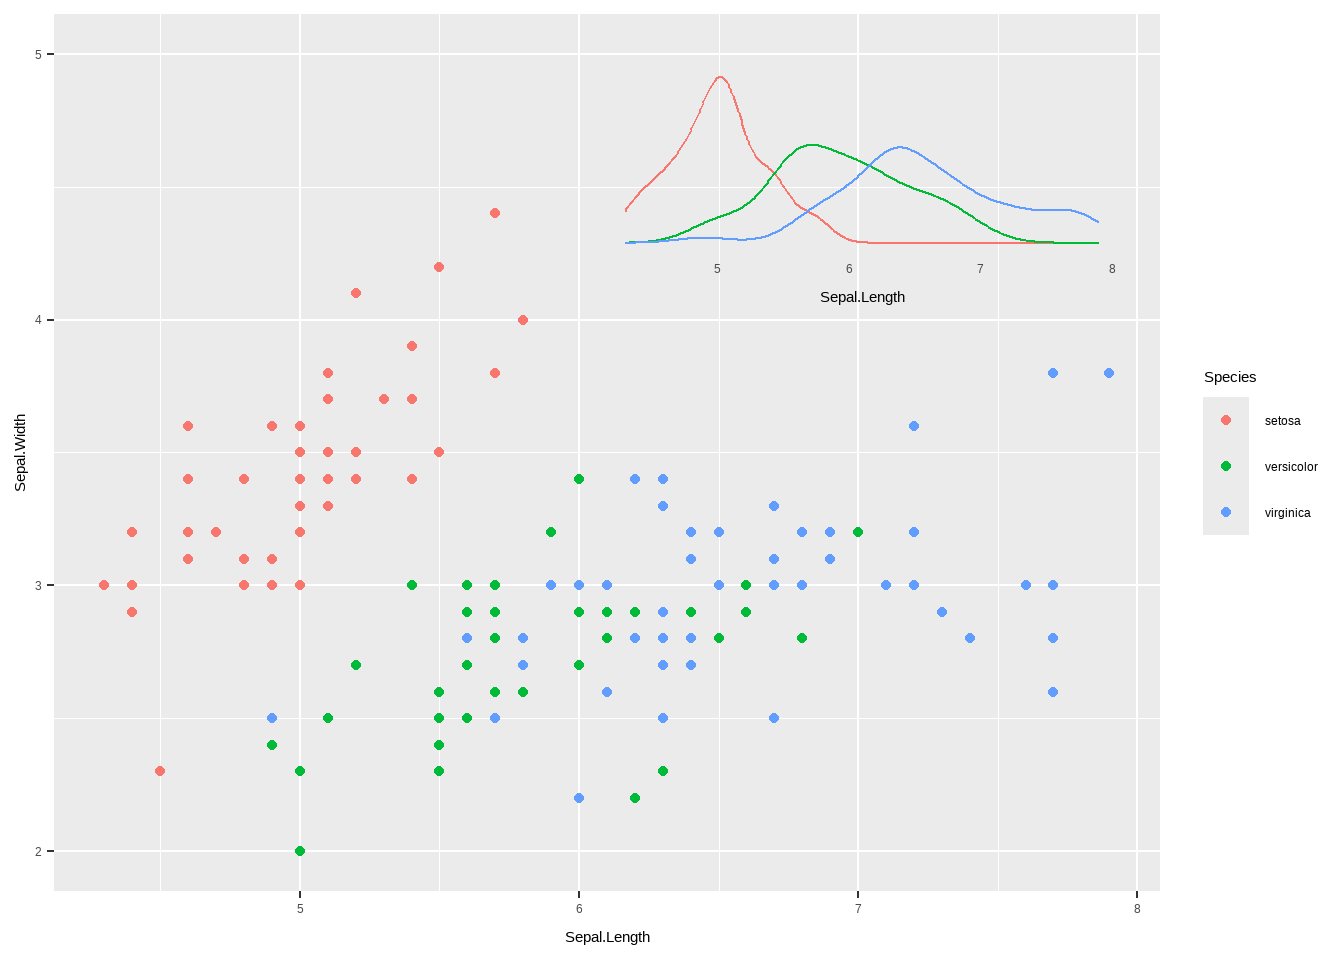 5
4
3
2
Sepal.Width
5 6 7 8
Sepal.Length
5 6 7 8
Sepal.Length
Species
setosa
versicolor
virginica